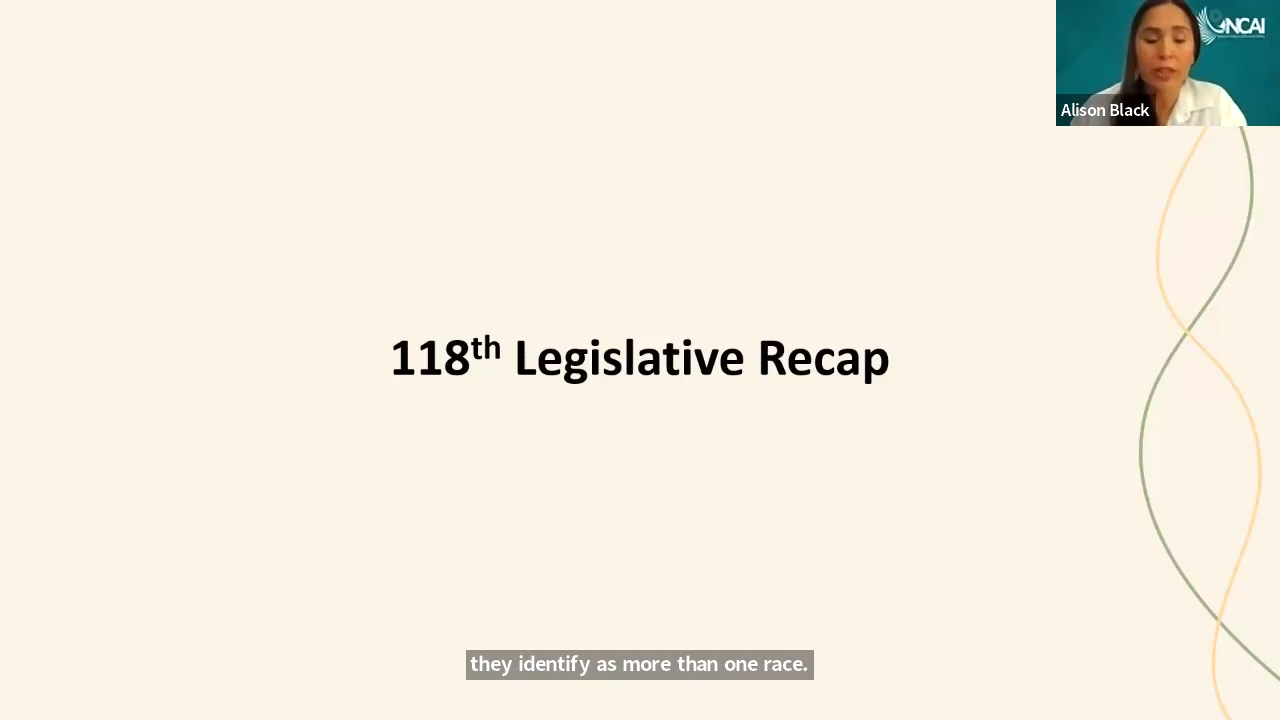 NCAI
Alison Black
118th Legislative Recap
they identify as more than one race.